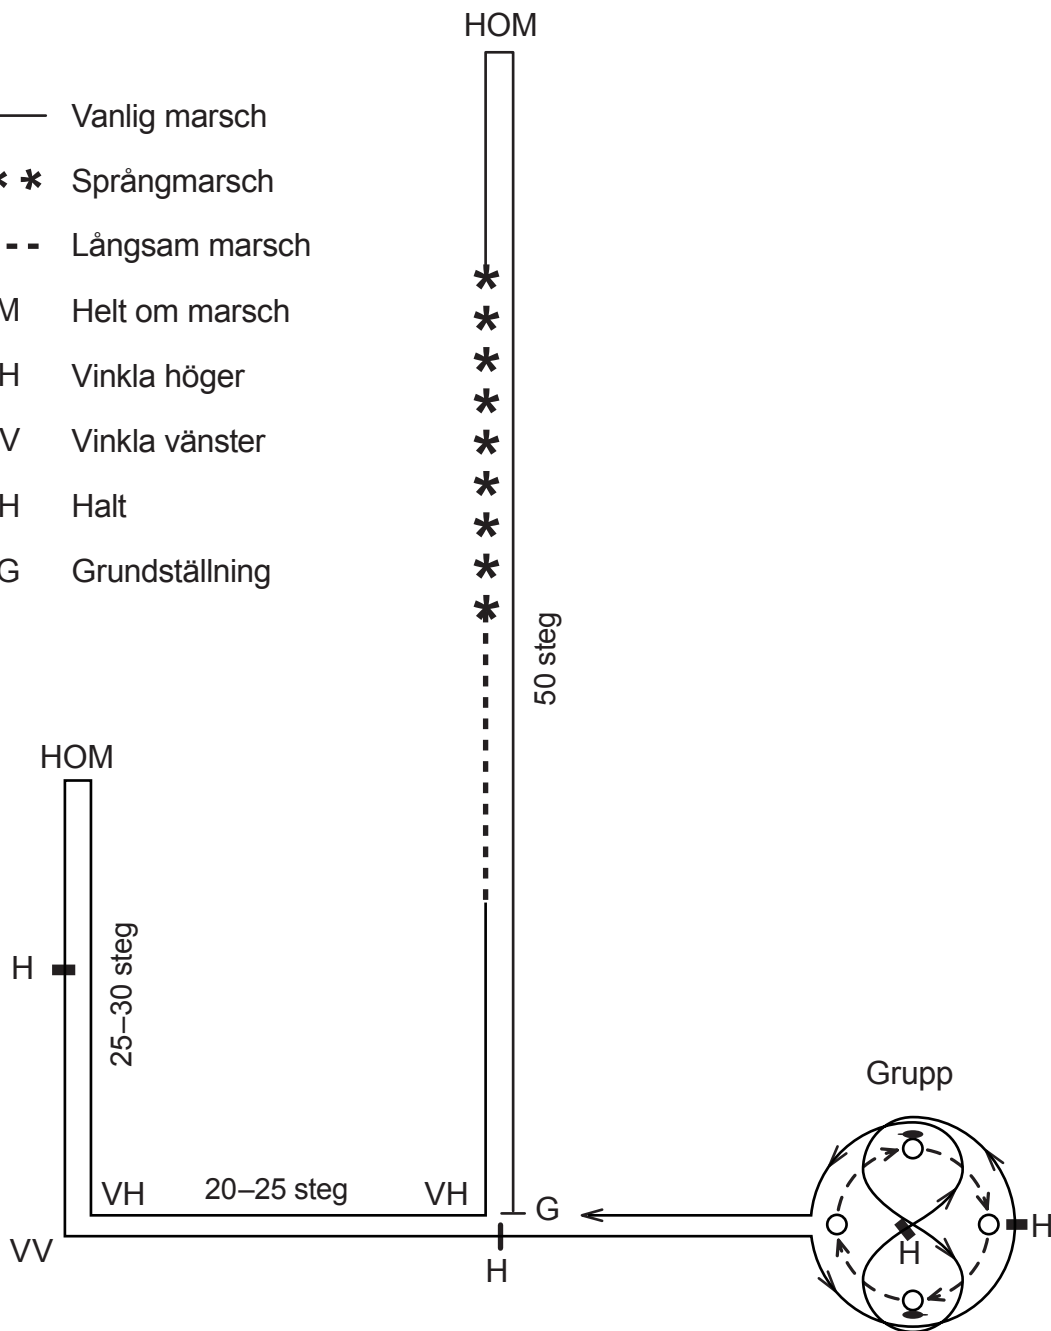 HOM
Vanlig marsch
Språngmarsch
Långsam marsch
M Helt om marsch
H Vinkla höger
V Vinkla vänster
H Halt
G Grundställning
50 steg
HOM
H
25–30 steg
Grupp
VH
20–25 steg
VH
G
H
H
VV
H